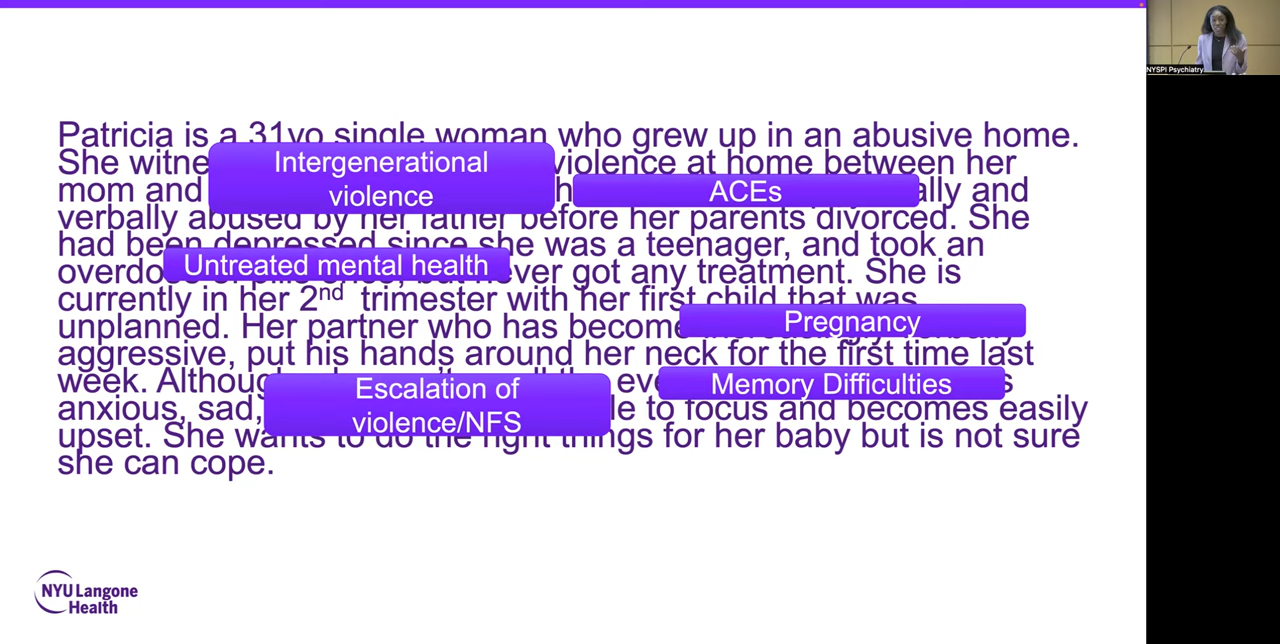 Patricia is a 31yo single woman who grew up in an abusive home.
She violence at home between her
Intergenerational
violence
mom and and
ACEs
verbally abused by her father before her parents divorced. She
had been depressed since she was a teenager, and took an
Untreated mental health
got any treatment. She is
currently in her 2nd trimester with her first child that was
unplanned. Her partner who has become
Pregnancy
aggressive, put his hands around her neck for the first time last
week.
Escalation of
violence/NFS
Memory Difficulties
anxious, sad, to focus and becomes easily
upset. She wants to do the right things for her baby but is not sure
she can cope.
NYU Langone
Health
NYSPI Psychiatry